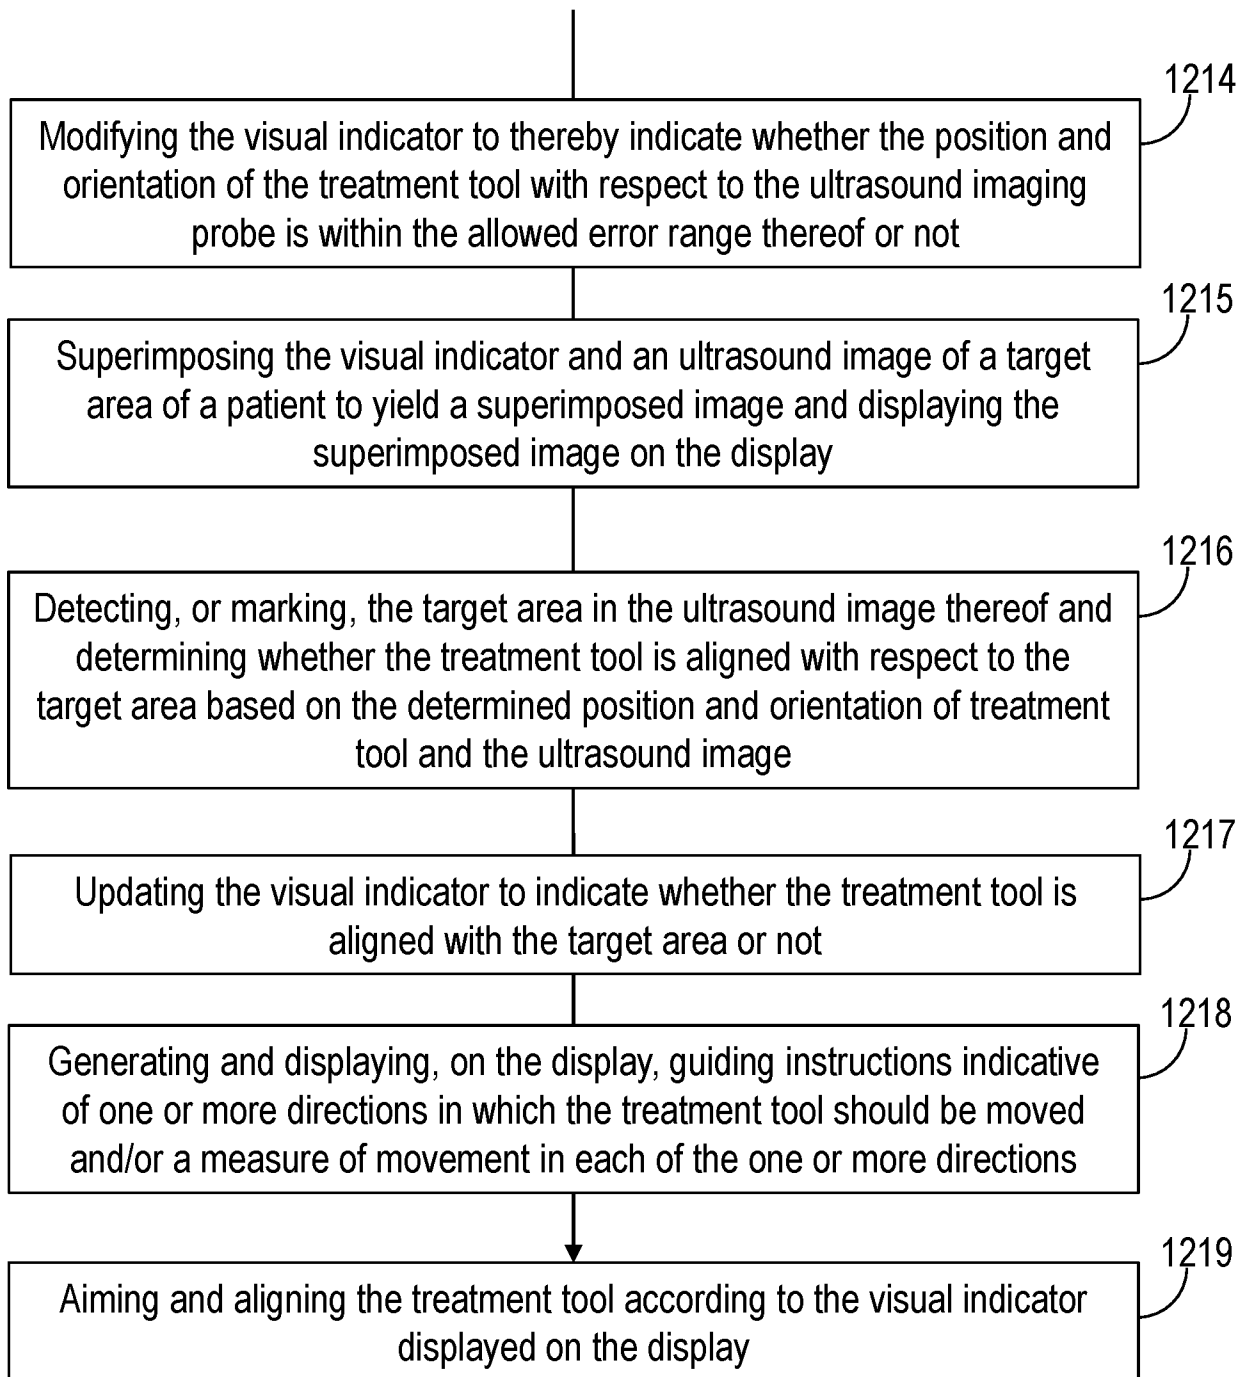 1214
Modifying the visual indicator to thereby indicate whether the position and
orientation of the treatment tool with respect to the ultrasound imaging
probe is within the allowed error range thereof or not
1215
Superimposing the visual indicator and an ultrasound image of a target
area of a patient to yield a superimposed image and displaying the
superimposed image on the display
1216
Detecting, or marking, the target area in the ultrasound image thereof and
determining whether the treatment tool is aligned with respect to the
target area based on the determined position and orientation of treatment
tool and the ultrasound image
1217
Updating the visual indicator to indicate whether the treatment tool is
aligned with the target area or not
1218
Generating and displaying, on the display, guiding instructions indicative
of one or more directions in which the treatment tool should be moved
and/or a measure of movement in each of the one or more directions
1219
Aiming and aligning the treatment tool according to the visual indicator
displayed on the display